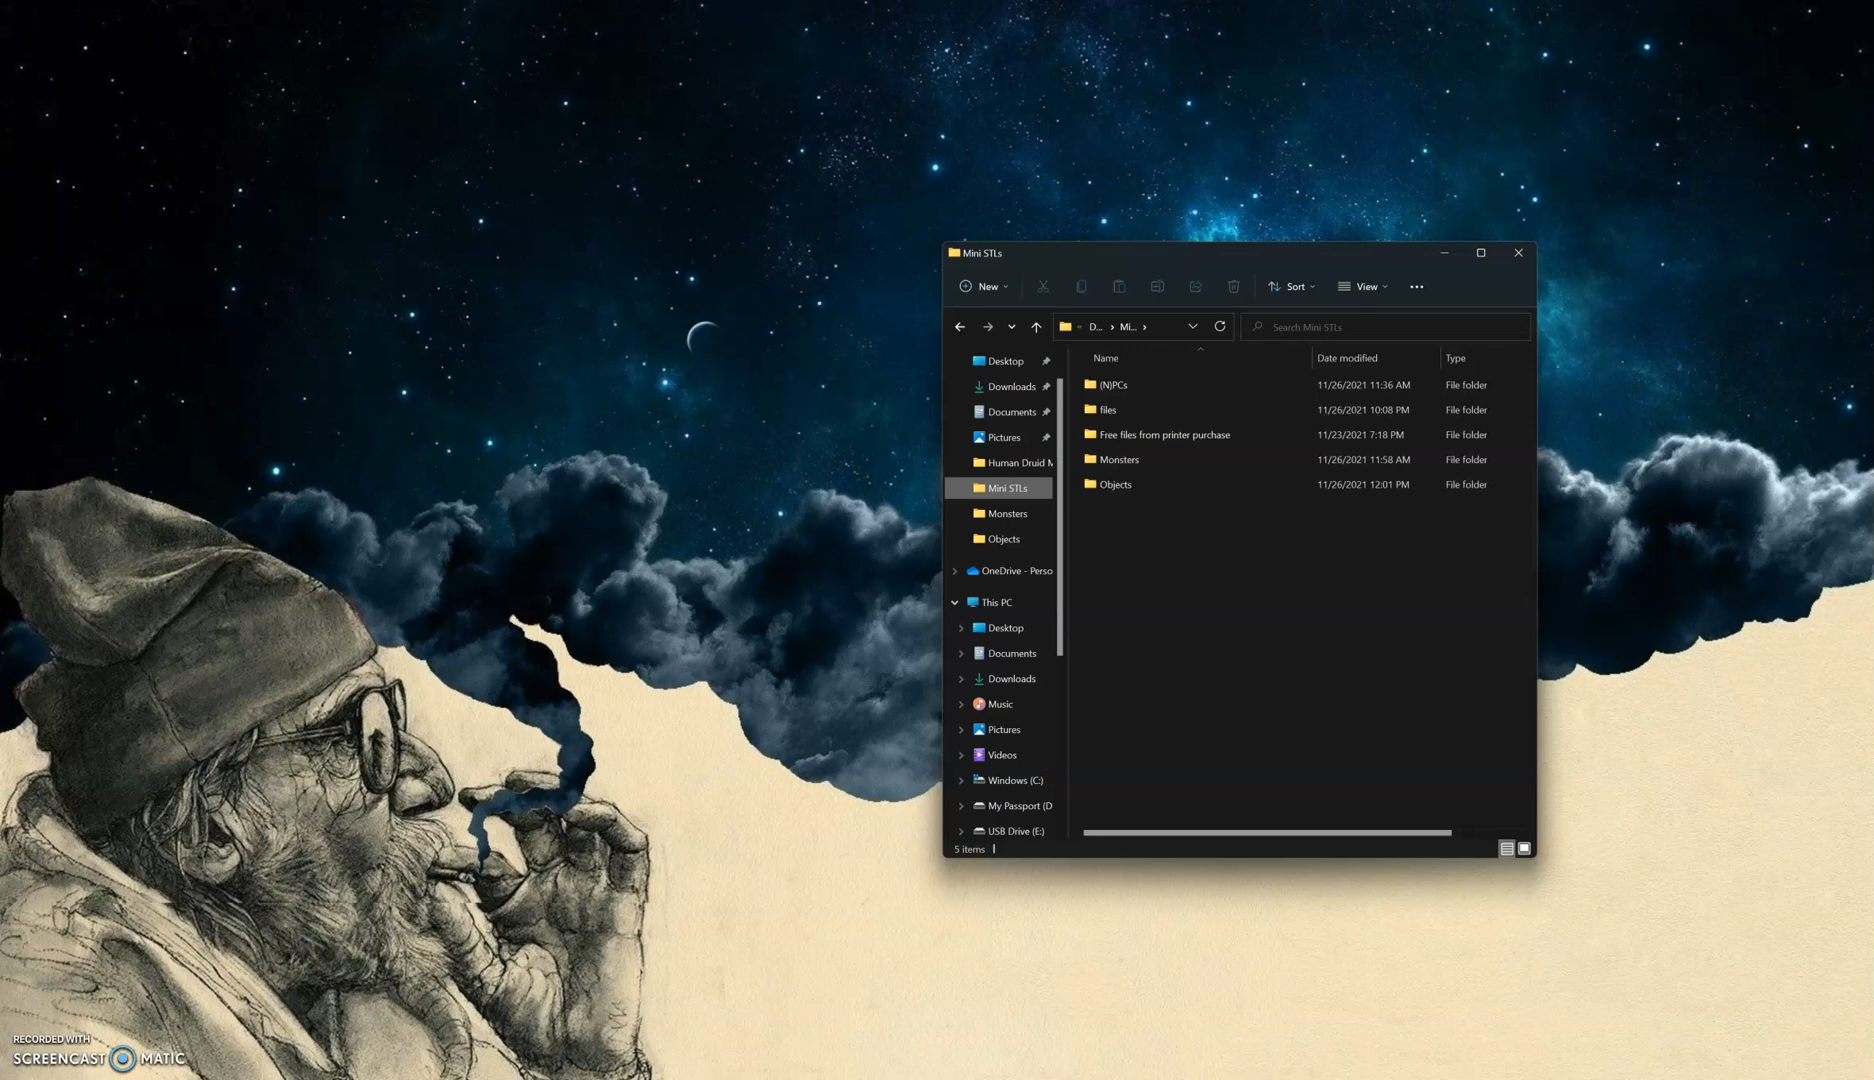 Mini STLs
New
Sort
View
D... > Mi... >
Search Mini STLs
Name Date modified Type
(N)PCs 11/26/2021 11:36 AM File folder
files 11/26/2021 10:08 PM File folder
Free files from printer purchase 11/23/2021 7:18 PM File folder
Monsters 11/26/2021 11:58 AM File folder
Objects 11/26/2021 12:01 PM File folder
Desktop
Downloads
Documents
Pictures
Human Druid M
Mini STLs
Monsters
Objects
OneDrive - Perso
This PC
Desktop
Documents
Downloads
Music
Pictures
Videos
Windows (C:)
My Passport (D
USB Drive (E:)
5 items
RECORDED WITH
SCREENCAST MATIC